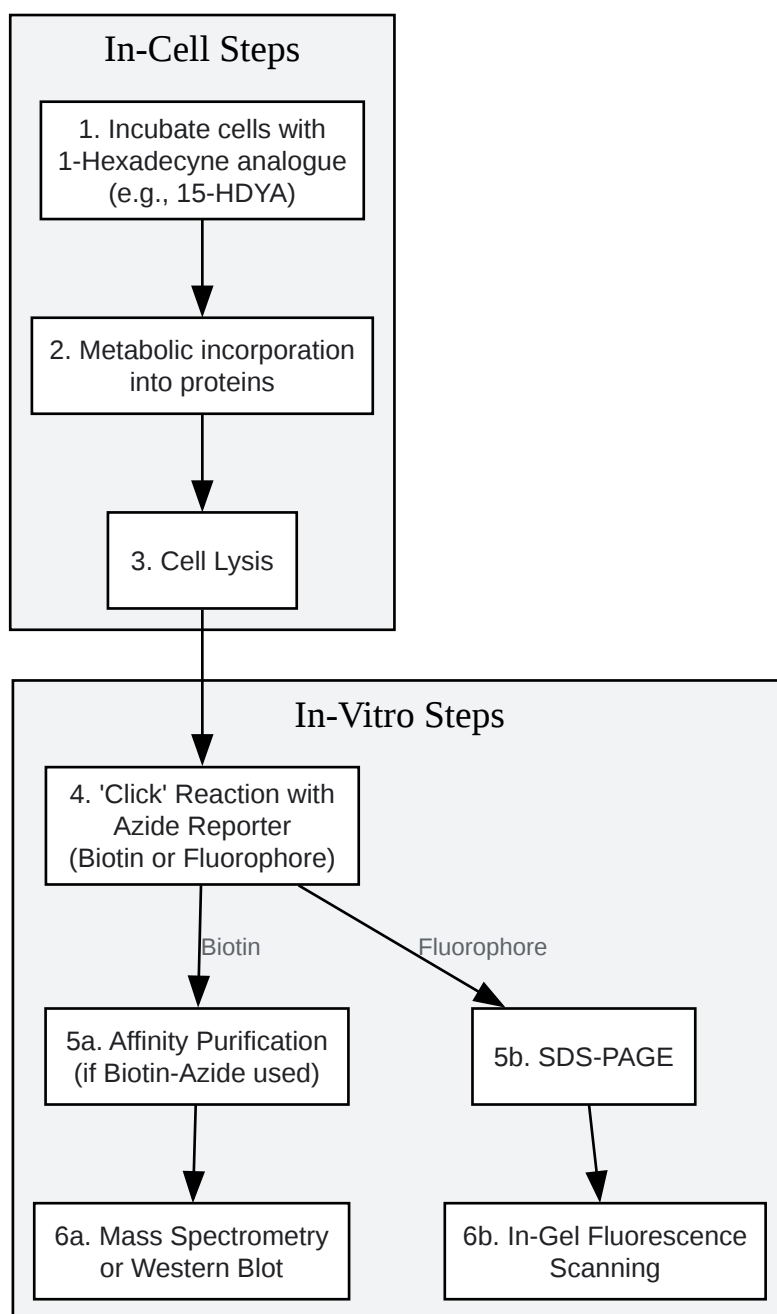 In-Cell Steps
1. Incubate cells with
1-Hexadecyne analogue
(e.g., 15-HDYA)
2. Metabolic incorporation
into proteins
3. Cell Lysis
In-Vitro Steps
4. 'Click' Reaction with
Azide Reporter
(Biotin or Fluorophore)
Biotin
Fluorophore
5a. Affinity Purification
(if Biotin-Azide used)
5b. SDS-PAGE
6a. Mass Spectrometry
or Western Blot
6b. In-Gel Fluorescence
Scanning